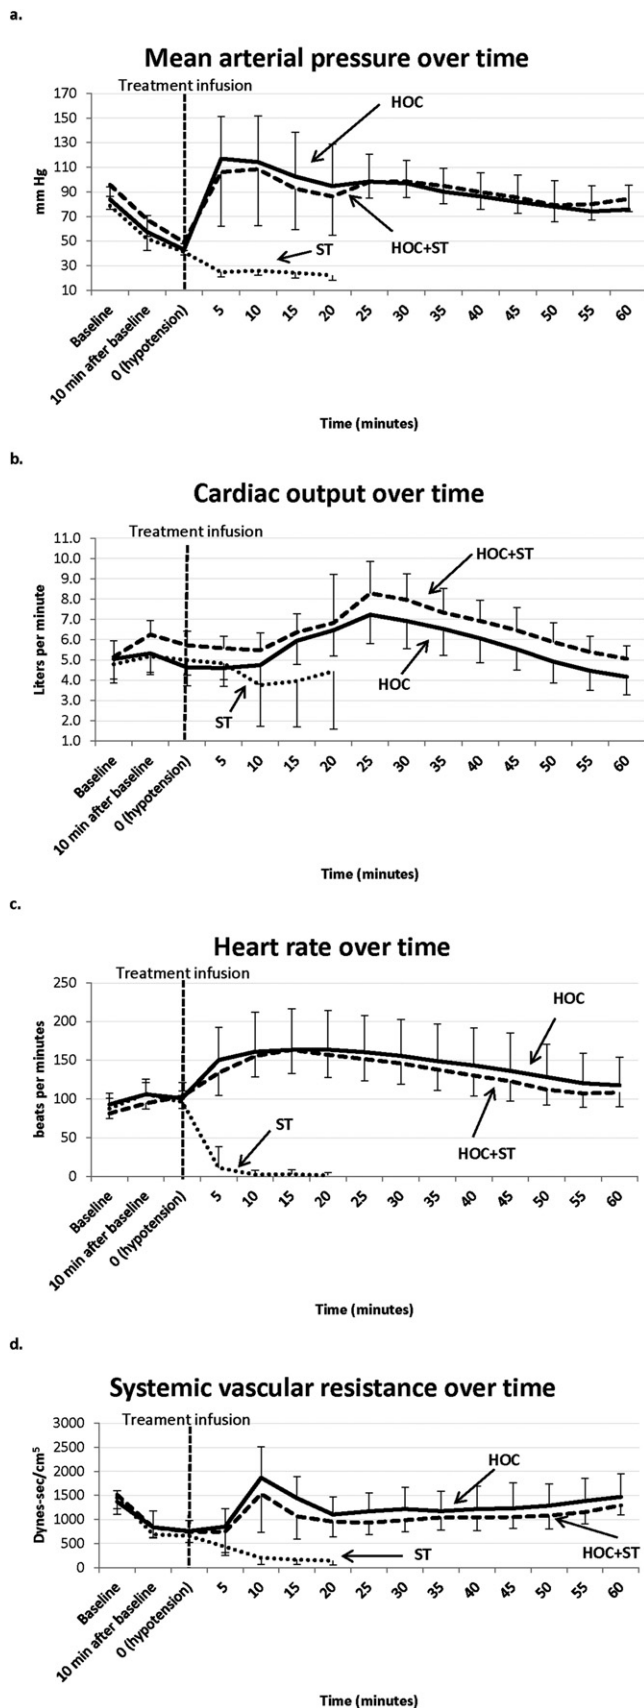 a.
Mean arterial pressure over time
Treatment infusion
170
150
130
110
90
70
50
30
10
mm Hg
HOC
HOC+ST
ST
Baseline
10 min after baseline
0 (hypotension)
5
10
15
20
25
30
35
40
45
50
55
60
Time (minutes)
b.
Cardiac output over time
Treatment infusion
11.0
10.0
9.0
8.0
7.0
6.0
5.0
4.0
3.0
2.0
1.0
Liters per minute
HOC+ST
HOC
ST
Baseline
10 min after baseline
0 (hypotension)
5
10
15
20
25
30
35
40
45
50
55
60
Time (minutes)
c.
Heart rate over time
Treatment infusion
250
200
150
100
50
0
beats per minutes
HOC
ST
HOC+ST
Baseline
10 min after baseline
0 (hypotension)
5
10
15
20
25
30
35
40
45
50
55
60
Time (minutes)
d.
Systemic vascular resistance over time
Treament infusion
3000
2500
2000
1500
1000
500
0
Dynes-sec/cm⁵
HOC
ST
HOC+ST
Baseline
10 min after baseline
0 (hypotension)
5
10
15
20
25
30
35
40
45
50
55
60
Time (minutes)